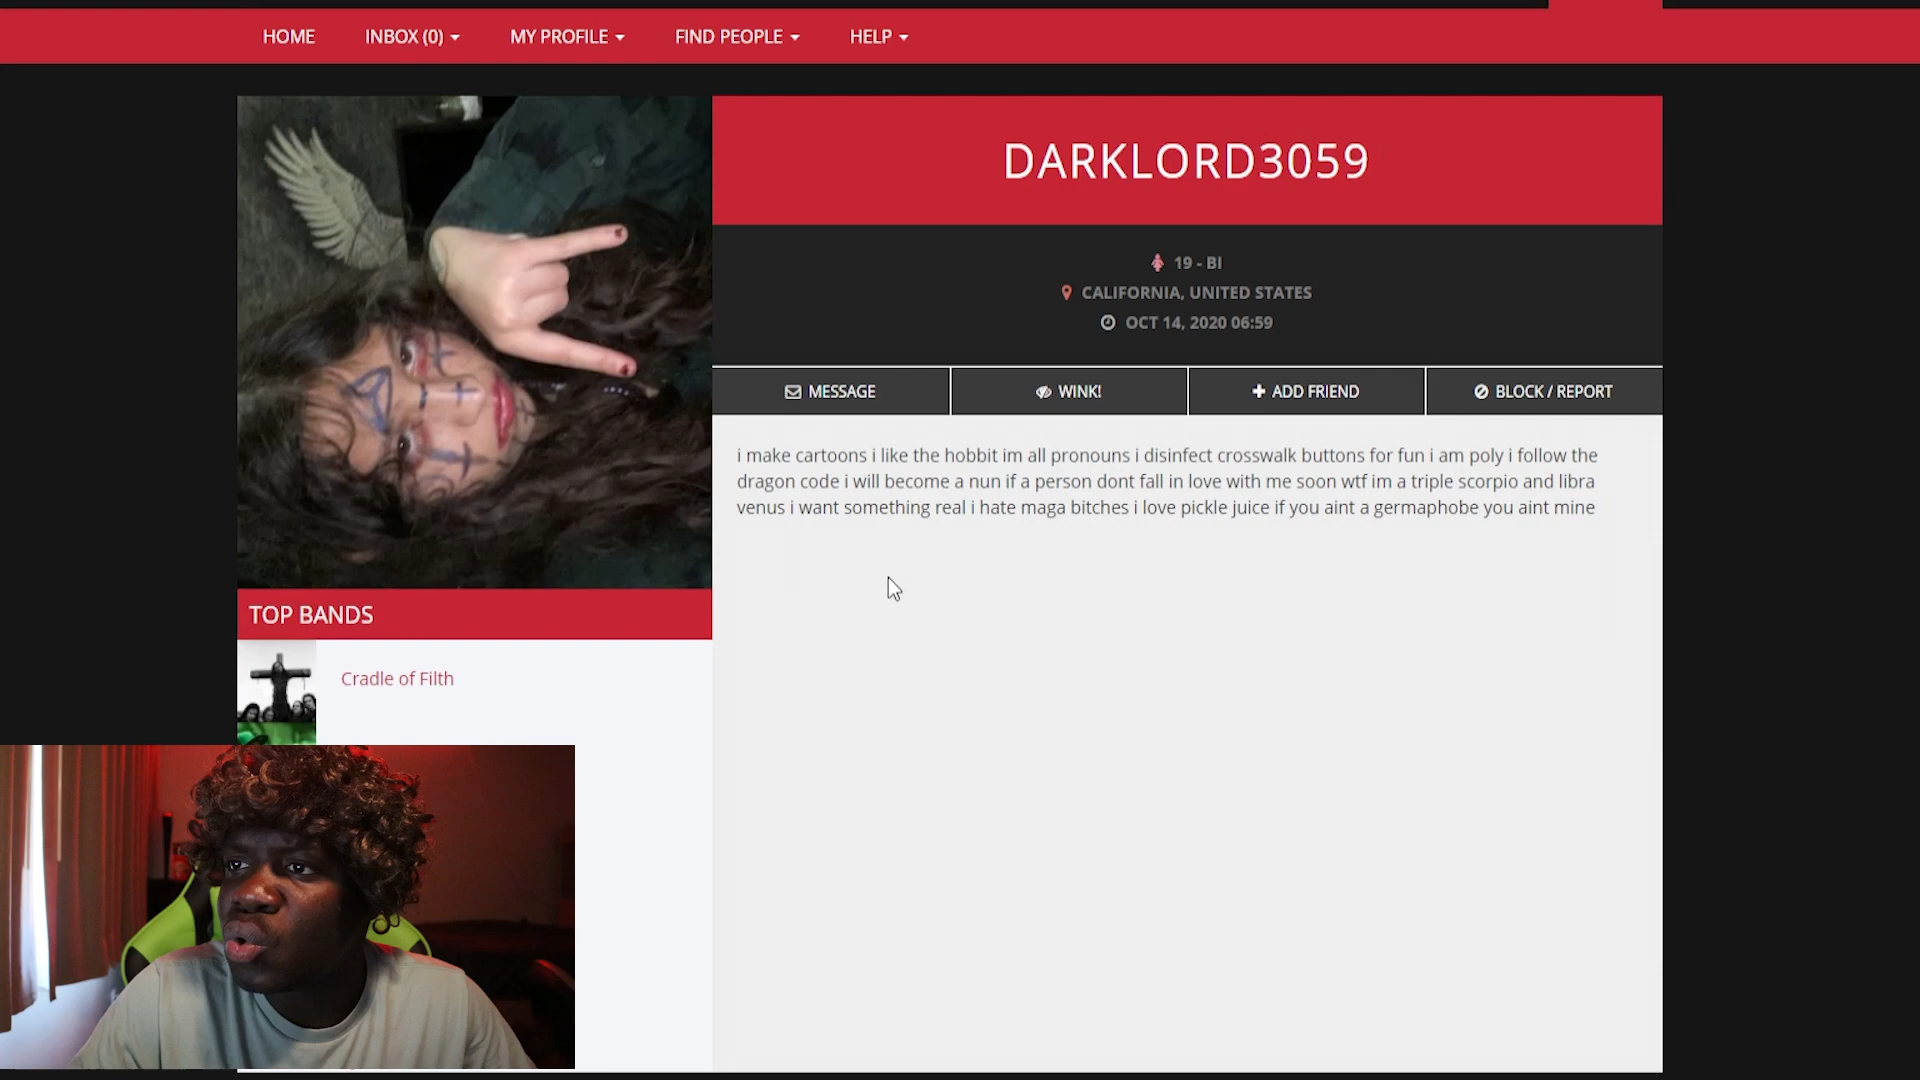 HOME
INBOX (0)
MY PROFILE
FIND PEOPLE
HELP
DARKLORD3059
19 - BI
CALIFORNIA, UNITED STATES
OCT 14, 2020 06:59
MESSAGE
WINK!
ADD FRIEND
BLOCK / REPORT
i make cartoons i like the hobbit im all pronouns i disinfect crosswalk buttons for fun i am poly i follow the
dragon code i will become a nun if a person dont fall in love with me soon wtf im a triple scorpio and libra
venus i want something real i hate maga bitches i love pickle juice if you aint a germaphobe you aint mine
TOP BANDS
Cradle of Filth